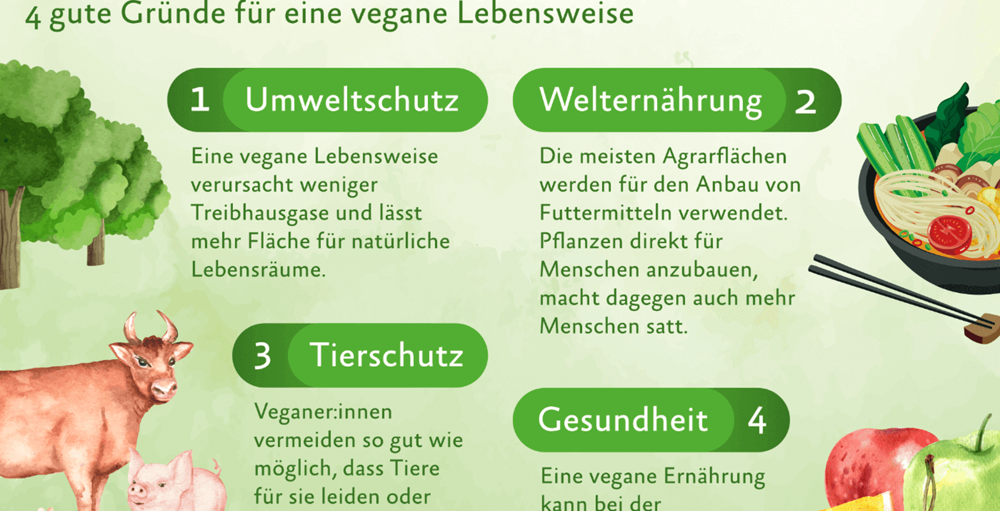 4 gute Gründe für eine vegane Lebensweise
1 Umweltschutz
Eine vegane Lebensweise
verursacht weniger
Treibhausgase und lässt
mehr Fläche für natürliche
Lebensräume.
Welternährung 2
Die meisten Agrarflächen
werden für den Anbau von
Futtermitteln verwendet.
Pflanzen direkt für
Menschen anzubauen,
macht dagegen auch mehr
Menschen satt.
3 Tierschutz
Veganer:innen
vermeiden so gut wie
möglich, dass Tiere
für sie leiden oder
Gesundheit 4
Eine vegane Ernährung
kann bei der